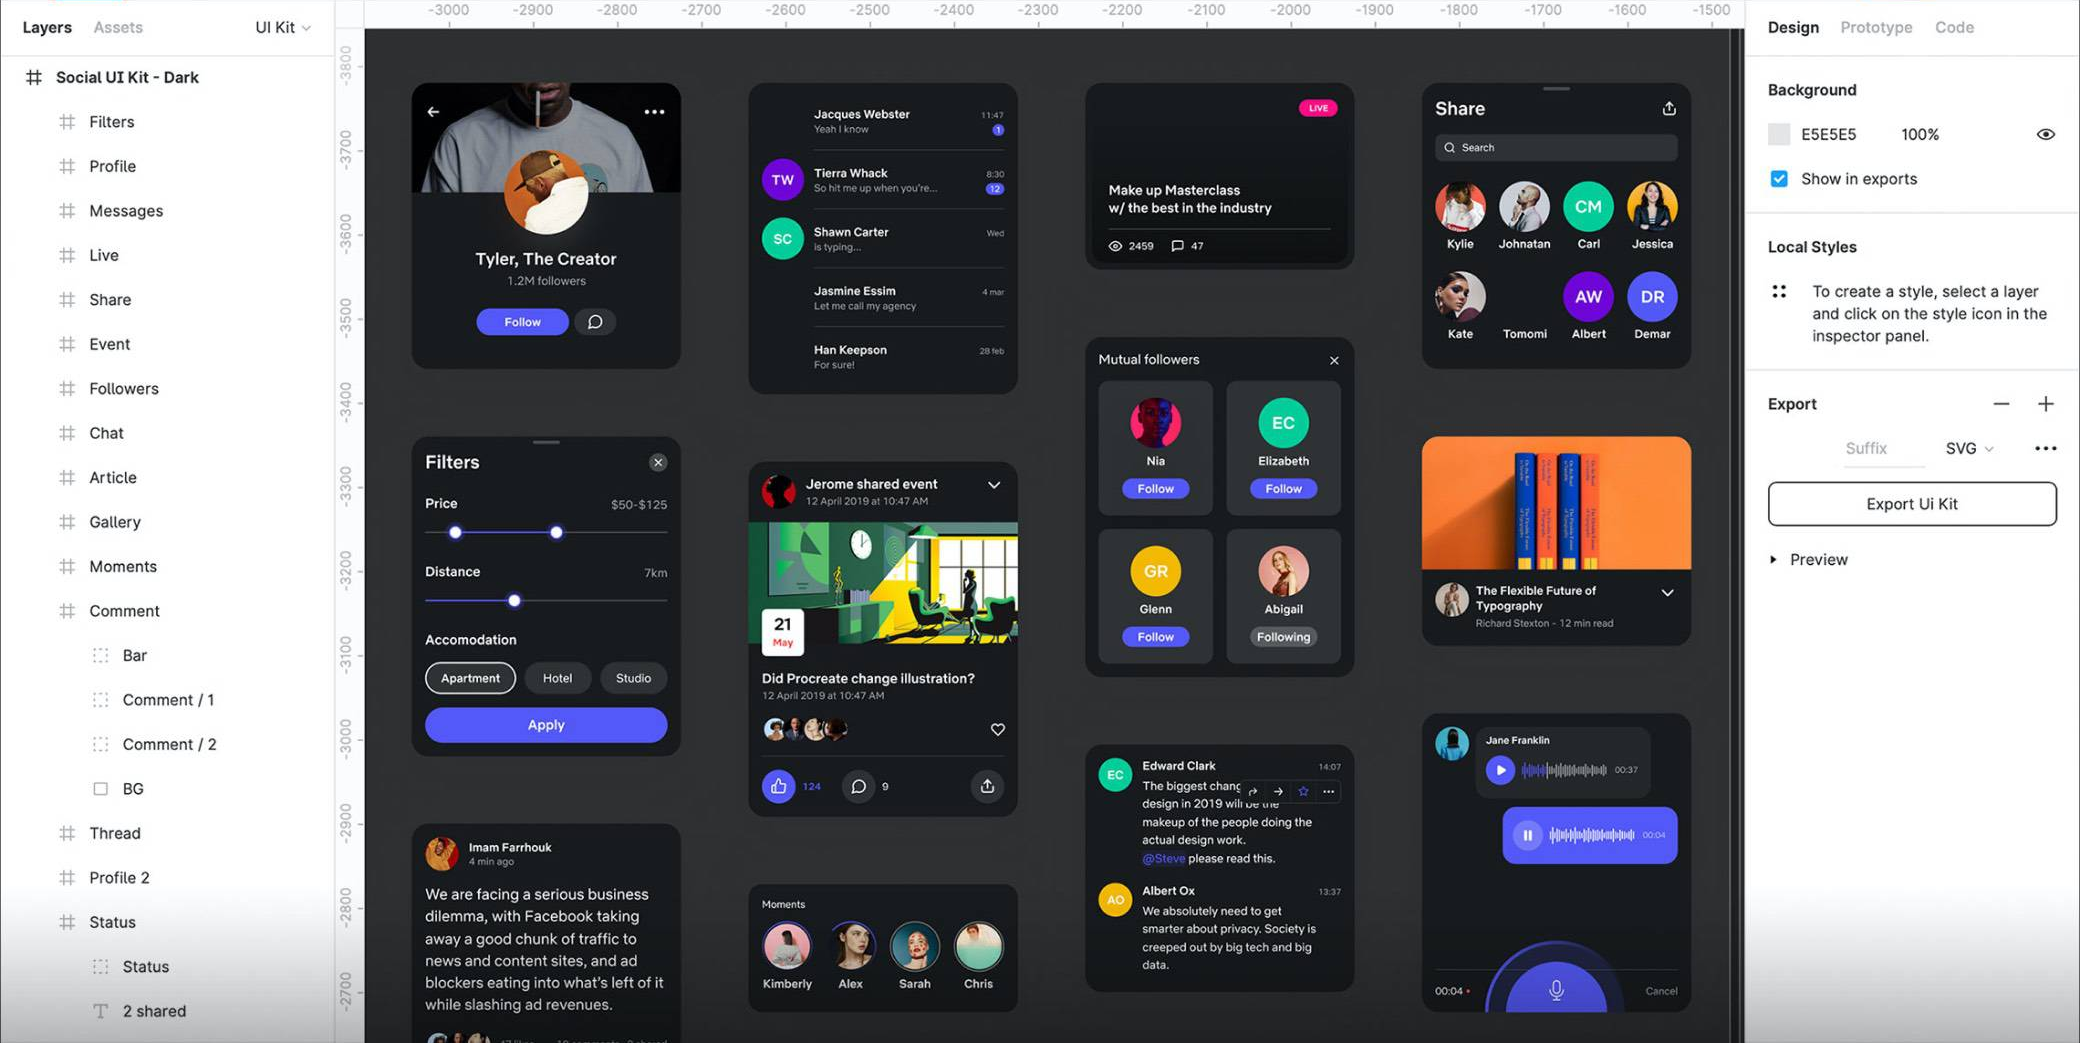 Layers
Assets
UI Kit
Social UI Kit - Dark
Filters
Profile
Messages
Live
Share
Event
Followers
Chat
Article
Gallery
Moments
Comment
Bar
Comment / 1
Comment / 2
BG
Thread
Profile 2
Status
Status
2 shared
-3000 -2900 -2800 -2700 -2600 -2500 -2400 -2300 -2200 -2100 -2000 -1900 -1800 -1700 -1600 -1500
-3800
-3700
-3600
-3500
-3400
-3300
-3200
-3100
-3000
-2900
-2800
-2700
Tyler, The Creator
1.2M followers
Follow
Filters
Price $50-$125
Distance 7km
Accomodation
Apartment Hotel Studio
Apply
Imam Farrhouk
4 min ago
We are facing a serious business
dilemma, with Facebook taking
away a good chunk of traffic to
news and content sites, and ad
blockers eating into what's left of it
while slashing ad revenues.
Jacques Webster 11:47
Yeah I know 1
TW
Tierra Whack 8:30
So hit me up when you're... 12
SC
Shawn Carter Wed
is typing...
Jasmine Essim 4 mar
Let me call my agency
Han Keepson 28 feb
For sure!
Jerome shared event
12 April 2019 at 10:47 AM
21
May
Did Procreate change illustration?
12 April 2019 at 10:47 AM
124 9
Moments
Kimberly Alex Sarah Chris
LIVE
Make up Masterclass
w/ the best in the industry
2459 47
Mutual followers
EC
Nia Elizabeth
Follow Follow
GR
Glenn Abigail
Follow Following
EC
Edward Clark 14:07
The biggest chang
design in 2019 will be the
makeup of the people doing the
actual design work.
@Steve please read this.
AO
Albert Ox 13:37
We absolutely need to get
smarter about privacy. Society is
creeped out by big tech and big
data.
Share
Search
CM
Kylie Johnatan Carl Jessica
AW DR
Kate Tomomi Albert Demar
The Flexible Future of
Typography
Richard Stexton - 12 min read
Jane Franklin
00:37
00:04
00:04 Cancel
Design
Prototype
Code
Background
E5E5E5 100%
Show in exports
Local Styles
To create a style, select a layer
and click on the style icon in the
inspector panel.
Export
Suffix SVG
Export Ui Kit
Preview